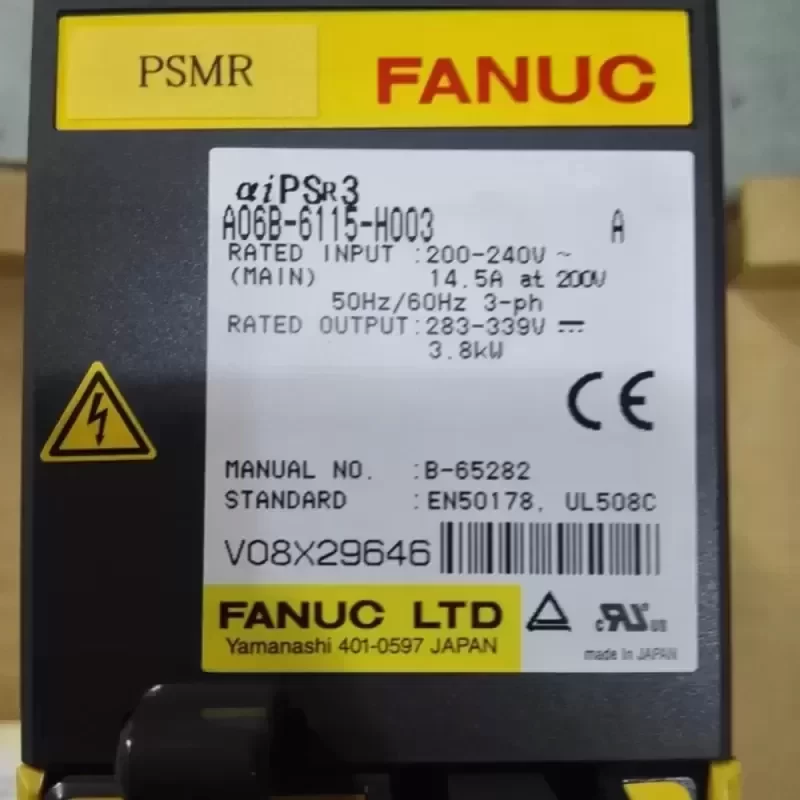 PSMR
FANUC
αiPSR3
A06B-6115-H003 A
RATED INPUT :200-240V ~
(MAIN) 14.5A at 200V
50Hz/60Hz 3-ph
RATED OUTPUT:283-339V ⎓
3.8kW
CE
MANUAL NO. :B-65282
STANDARD :EN50178, UL508C
V08X29646
FANUC LTD
Yamanashi 401-0597 JAPAN
c RU us
made in JAPAN